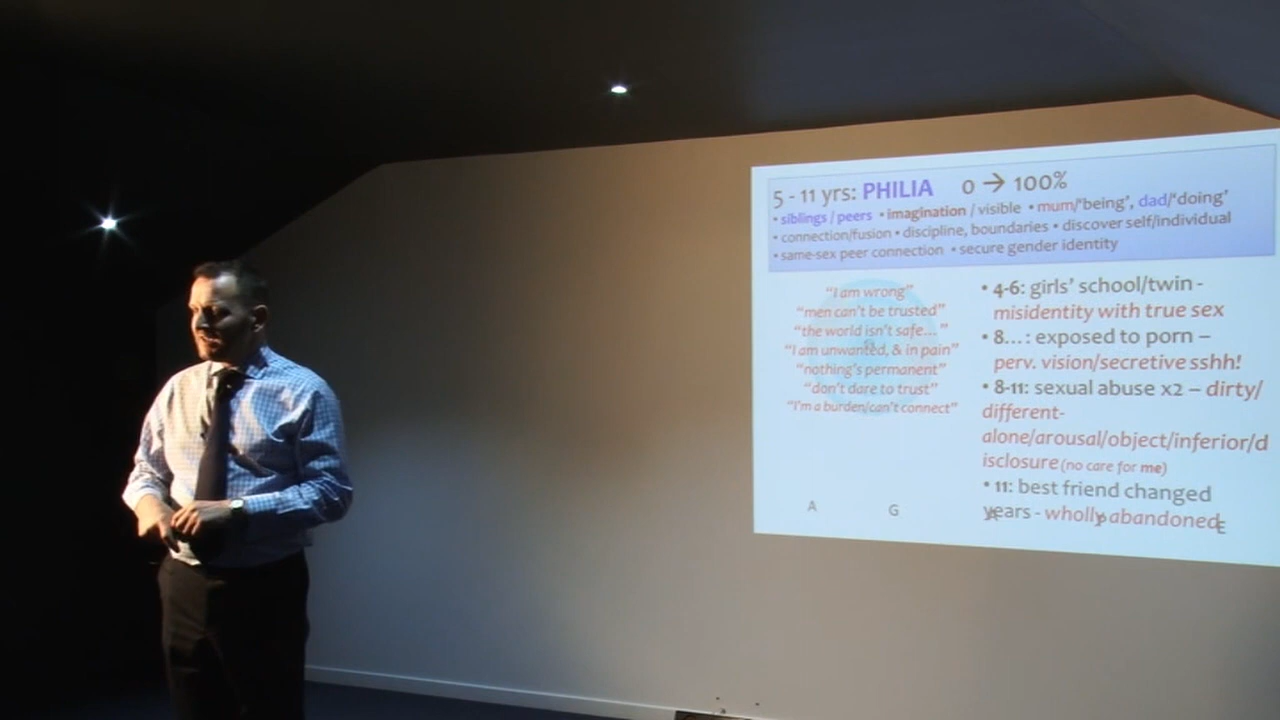 5 - 11 yrs: PHILIA 0 → 100%
• siblings / peers • imagination / visible • mum/'being', dad/'doing'
• connection/fusion • discipline, boundaries • discover self/individual
• same-sex peer connection • secure gender identity
"I am wrong"
"men can't be trusted"
"the world isn't safe..."
"I am unwanted, & in pain"
"nothing's permanent"
"don't dare to trust"
"I'm a burden/can't connect"
• 4-6: girls' school/twin -
misidentity with true sex
• 8...: exposed to porn –
perv. vision/secretive sshh!
• 8-11: sexual abuse x2 – dirty/
different-
alone/arousal/object/inferior/d
isclosure (no care for me)
• 11: best friend changed
years - wholly abandoned
A G A P E